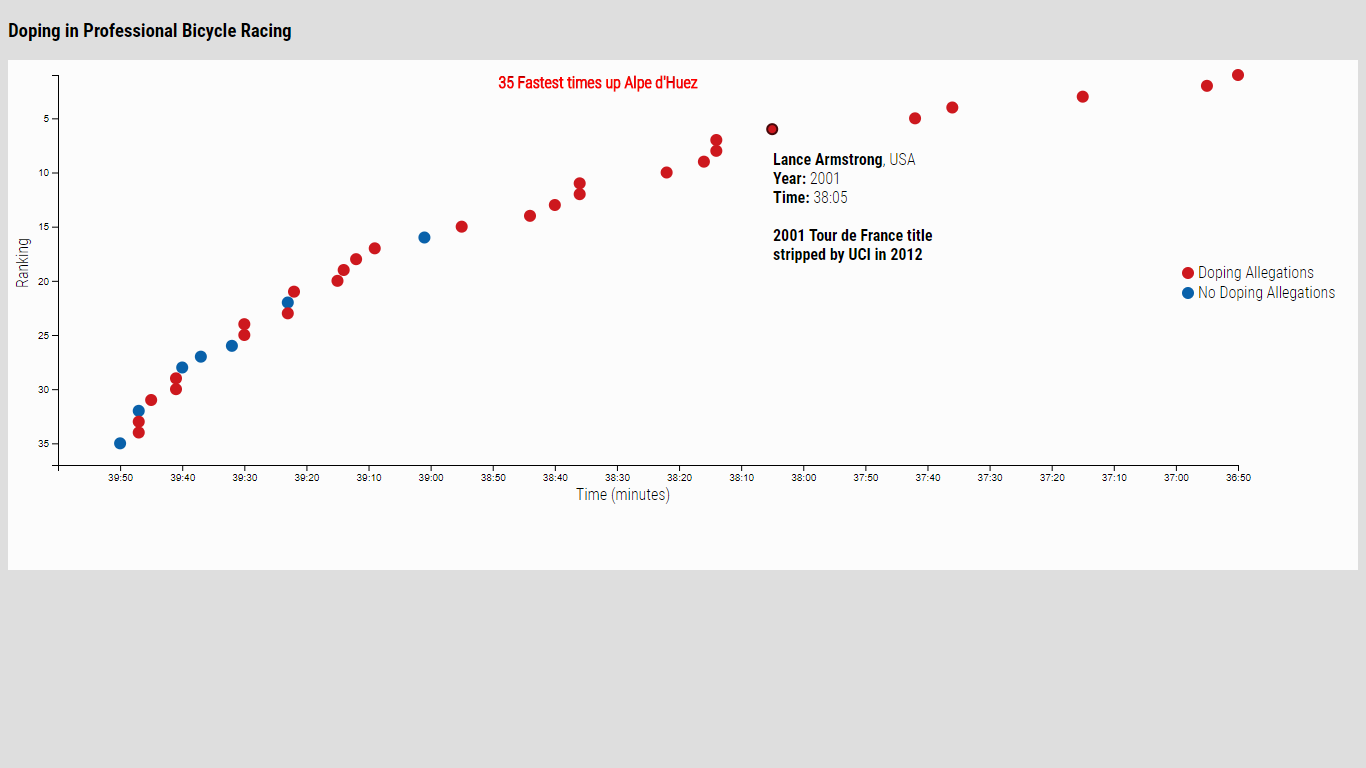 Doping in Professional Bicycle Racing
35 Fastest times up Alpe d'Huez
5
10
15
20
25
30
35
Ranking
Lance Armstrong, USA
Year: 2001
Time: 38:05
2001 Tour de France title
stripped by UCI in 2012
Doping Allegations
No Doping Allegations
39:50 39:40 39:30 39:20 39:10 39:00 38:50 38:40 38:30 38:20 38:10 38:00 37:50 37:40 37:30 37:20 37:10 37:00 36:50
Time (minutes)